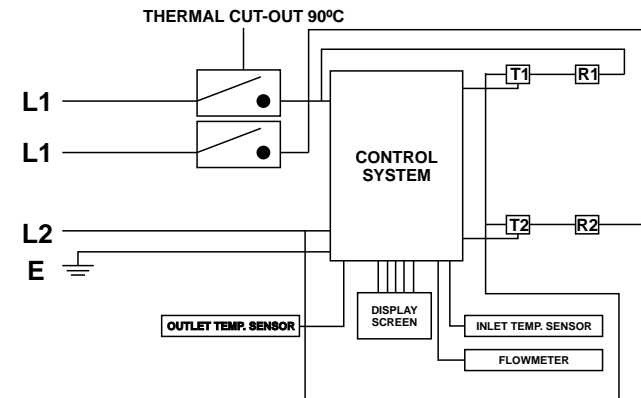 THERMAL CUT-OUT 90ºC
L1
T1
R1
L1
CONTROL
SYSTEM
L2
T2
R2
E
OUTLET TEMP. SENSOR
DISPLAY
SCREEN
INLET TEMP. SENSOR
FLOWMETER